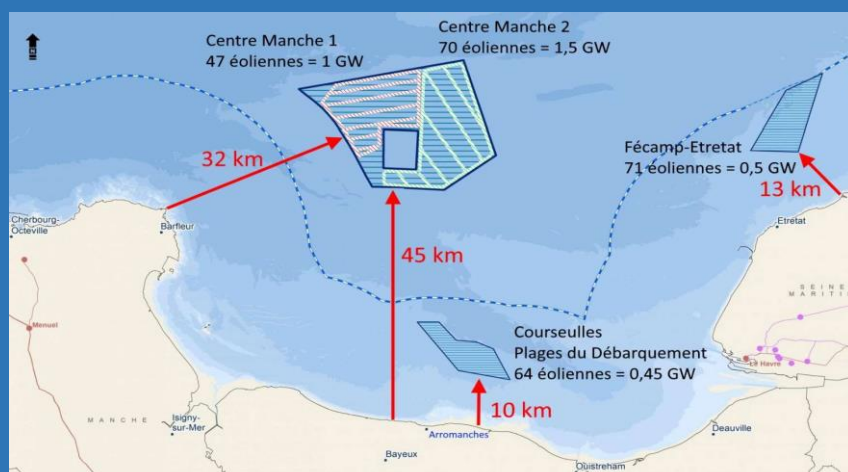 Centre Manche 1
47 éoliennes = 1 GW
Centre Manche 2
70 éoliennes = 1,5 GW
32 km
Fécamp-Etretat
71 éoliennes = 0,5 GW
13 km
Cherbourg-
Octeville
Barfleur
Etretat
45 km
SEINE
MARITI
Menuel
Courseulles
Plages du Débarquement
64 éoliennes = 0,45 GW
Le Havre
10 km
MANCHE
Isigny-
sur-Mer
Arromanches
Deauville
Bayeux
Ouistreham